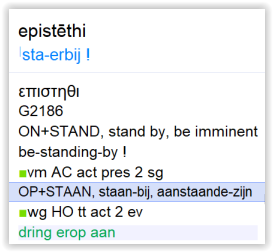 epistēthi
sta-erbij !
επιστηθι
G2186
ON+STAND, stand by, be imminent
be-standing-by !
vm AC act pres 2 sg
OP+STAAN, staan-bij, aanstaande-zijn
wg HO tt act 2 ev
dring erop aan